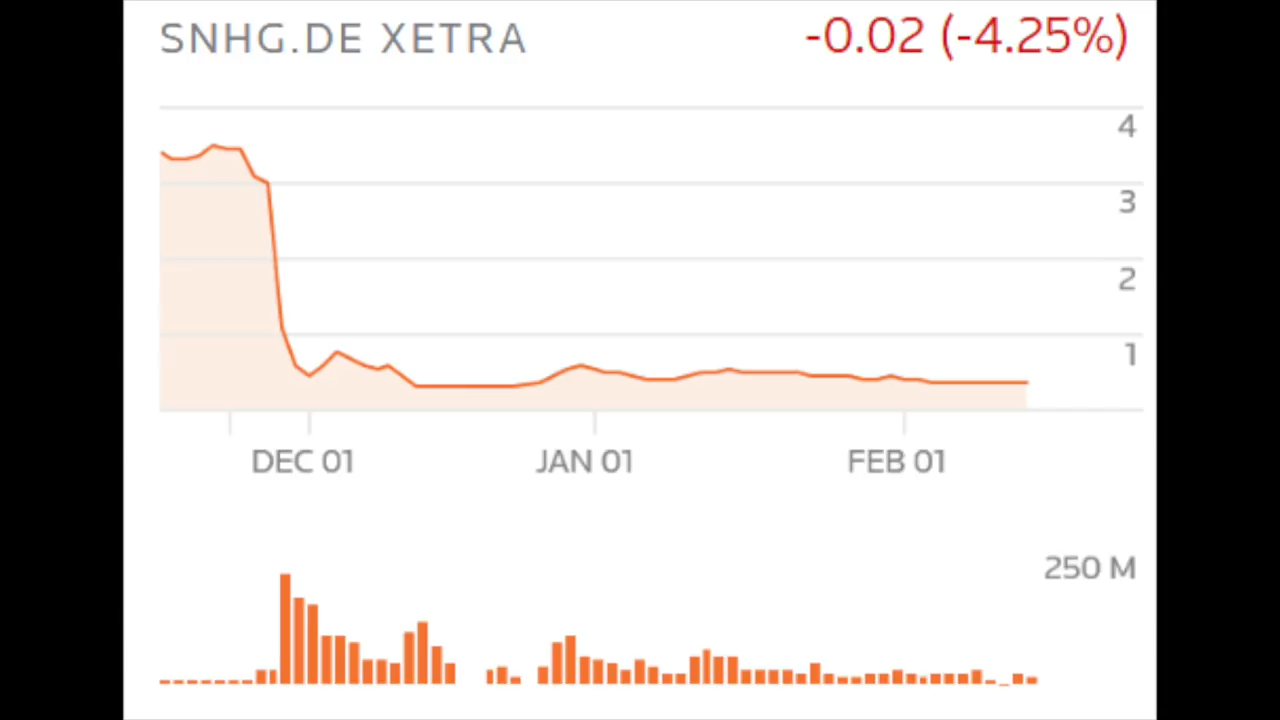 SNHG.DE XETRA -0.02 (-4.25%)
4
3
2
1
DEC 01 JAN 01 FEB 01
250 M